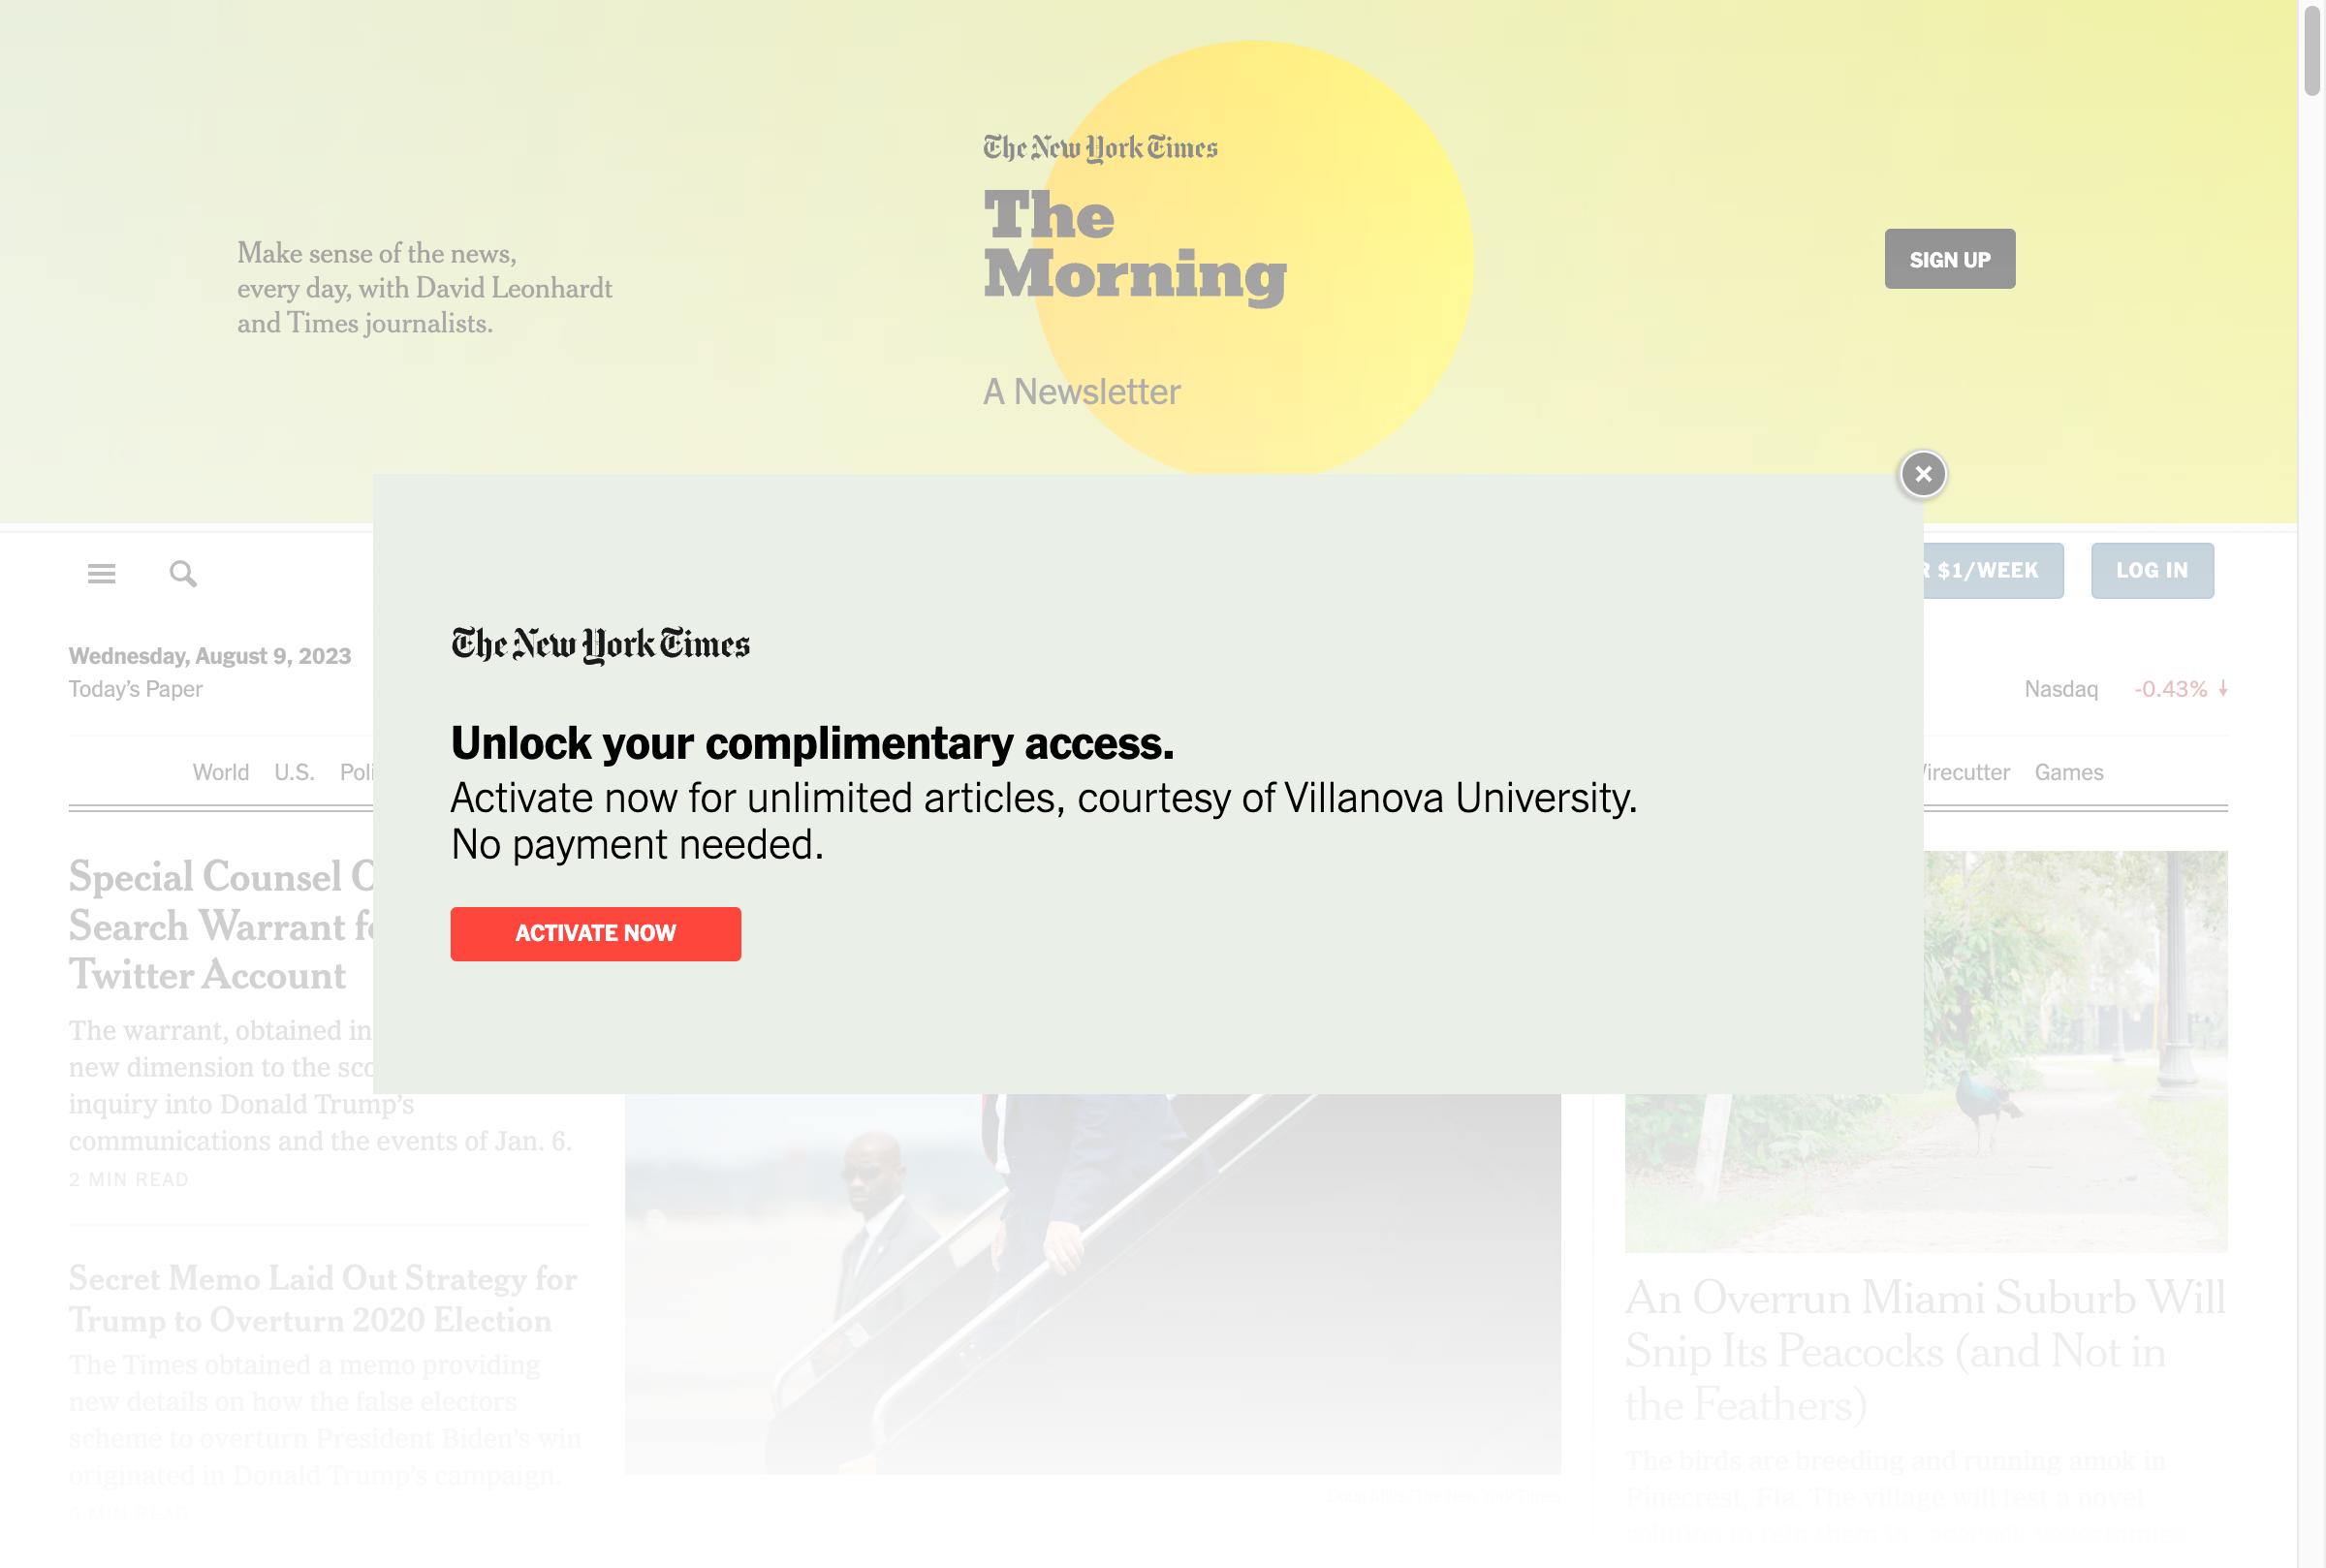 The New York Times
The
Morning
A Newsletter
Make sense of the news,
every day, with David Leonhardt
and Times journalists.
SIGN UP
$1/WEEK
LOG IN
Wednesday, August 9, 2023
Today's Paper
Nasdaq -0.43%
World U.S.
Games
The New York Times
Unlock your complimentary access.
Activate now for unlimited articles, courtesy of Villanova University.
No payment needed.
ACTIVATE NOW
Special Counsel
Search Warrant
Twitter Account
The warrant, obtained in
new dimension to the
inquiry into Donald Trump's
communications and the events of Jan. 6.
2 MIN READ
Secret Memo Laid Out Strategy for
Trump to Overturn 2020 Election
The Times obtained a memo providing
new details on how the false electors
scheme to overturn President Biden's win
originated in Donald Trump's campaign.
MIN READ
An Overrun Miami Suburb Will
Snip Its Peacocks (and Not in
the Feathers)
The birds are breeding and running amok in
Pinecrest, Fla. The village will test a novel